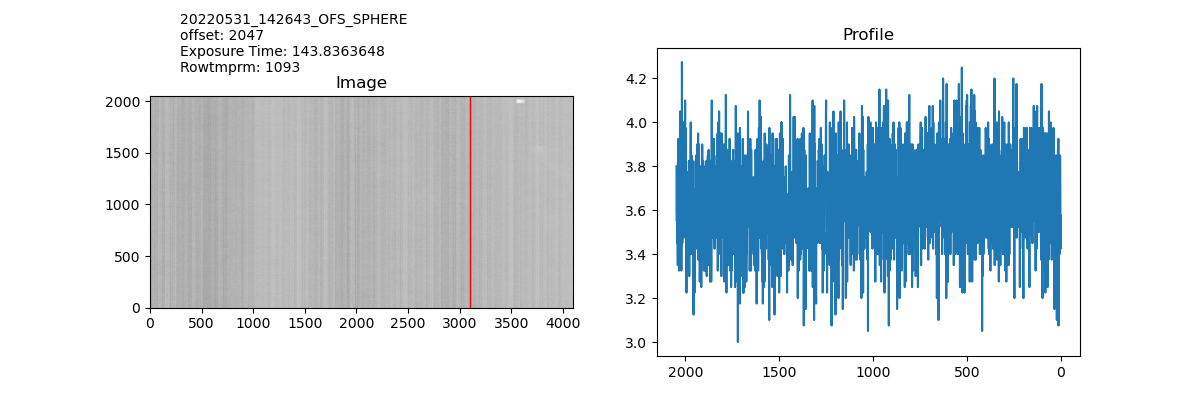 20220531_142643_OFS_SPHERE
offset: 2047
Exposure Time: 143.8363648
Rowtmprm: 1093
Image
2000
1500
1000
500
0
0 500 1000 1500 2000 2500 3000 3500 4000
Profile
4.2
4.0
3.8
3.6
3.4
3.2
3.0
2000 1500 1000 500 0